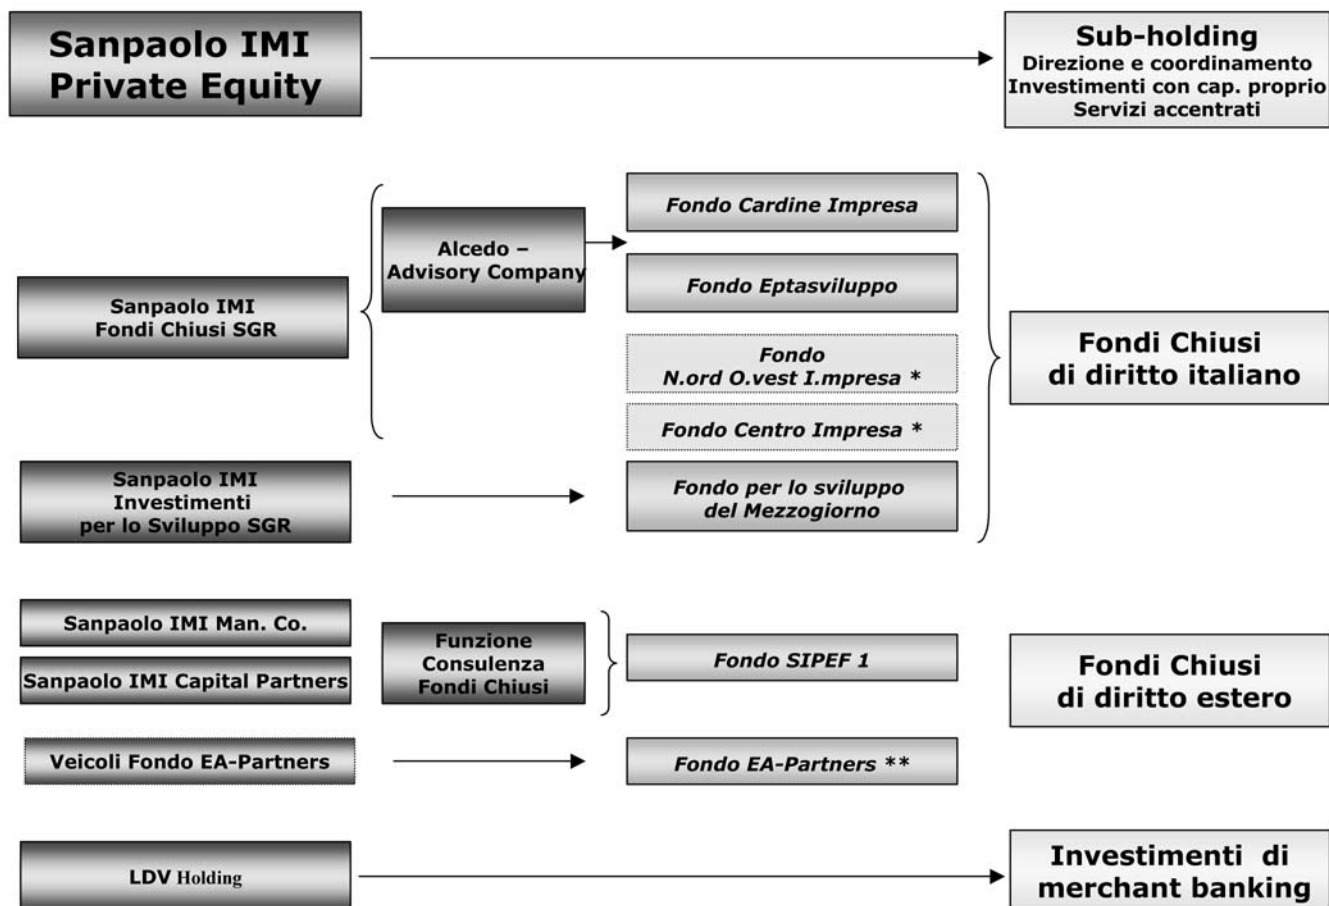 Sanpaolo IMI
Private Equity
Sub-holding
Direzione e coordinamento
Investimenti con cap. proprio
Servizi accentrati
Sanpaolo IMI
Fondi Chiusi SGR
Alcedo –
Advisory Company
Fondo Cardine Impresa
Fondo Eptasviluppo
Fondo
N.ord O.vest I.mpresa *
Fondo Centro Impresa *
Fondi Chiusi
di diritto italiano
Sanpaolo IMI
Investimenti
per lo Sviluppo SGR
Fondo per lo sviluppo
del Mezzogiorno
Sanpaolo IMI Man. Co.
Sanpaolo IMI Capital Partners
Funzione
Consulenza
Fondi Chiusi
Fondo SIPEF 1
Fondi Chiusi
di diritto estero
Veicoli Fondo EA-Partners
Fondo EA-Partners **
LDV Holding
Investimenti di
merchant banking